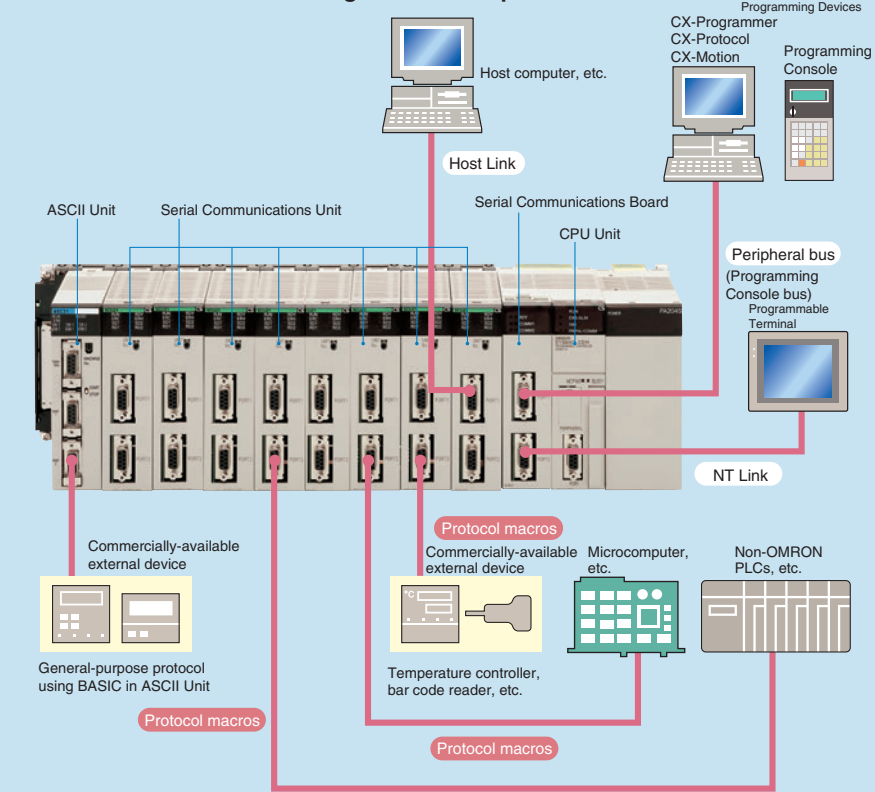 Programming Devices
CX-Programmer
CX-Protocol
CX-Motion
Programming
Console
Host computer, etc.
Host Link
ASCII Unit
Serial Communications Unit
Serial Communications Board
CPU Unit
Peripheral bus
(Programming
Console bus)
Programmable
Terminal
NT Link
Protocol macros
Commercially-available
external device
Commercially-available
external device
Microcomputer,
etc.
Non-OMRON
PLCs, etc.
°C
General-purpose protocol
using BASIC in ASCII Unit
Temperature controller,
bar code reader, etc.
Protocol macros
Protocol macros